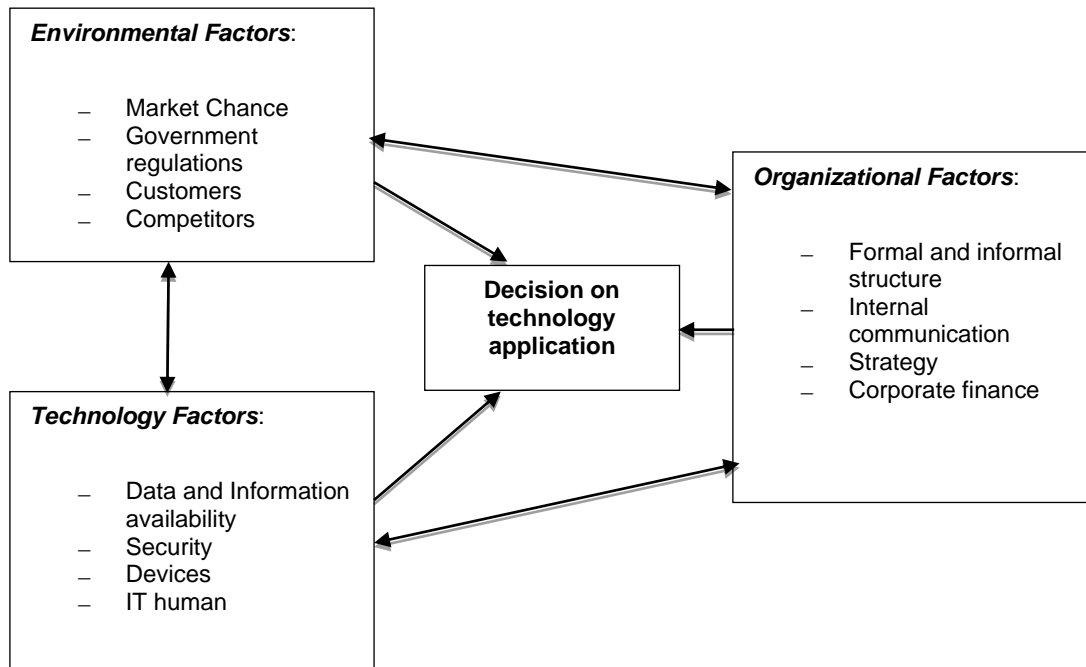 Environmental Factors:
– Market Chance
– Government
regulations
– Customers
– Competitors
Organizational Factors:
– Formal and informal
structure
– Internal
communication
– Strategy
– Corporate finance
Decision on
technology
application
Technology Factors:
– Data and Information
availability
– Security
– Devices
– IT human